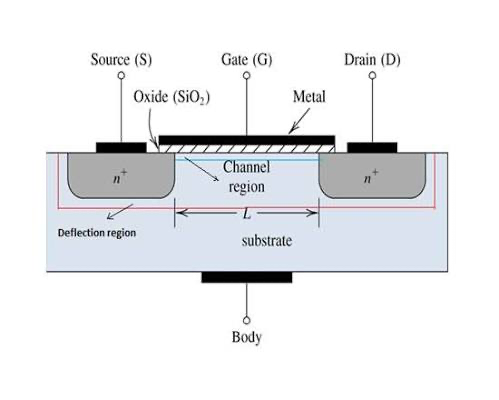 Source (S)
Gate (G)
Drain (D)
Oxide (SiO₂)
Metal
n⁺
Channel
region
n⁺
L
Deflection region
substrate
Body